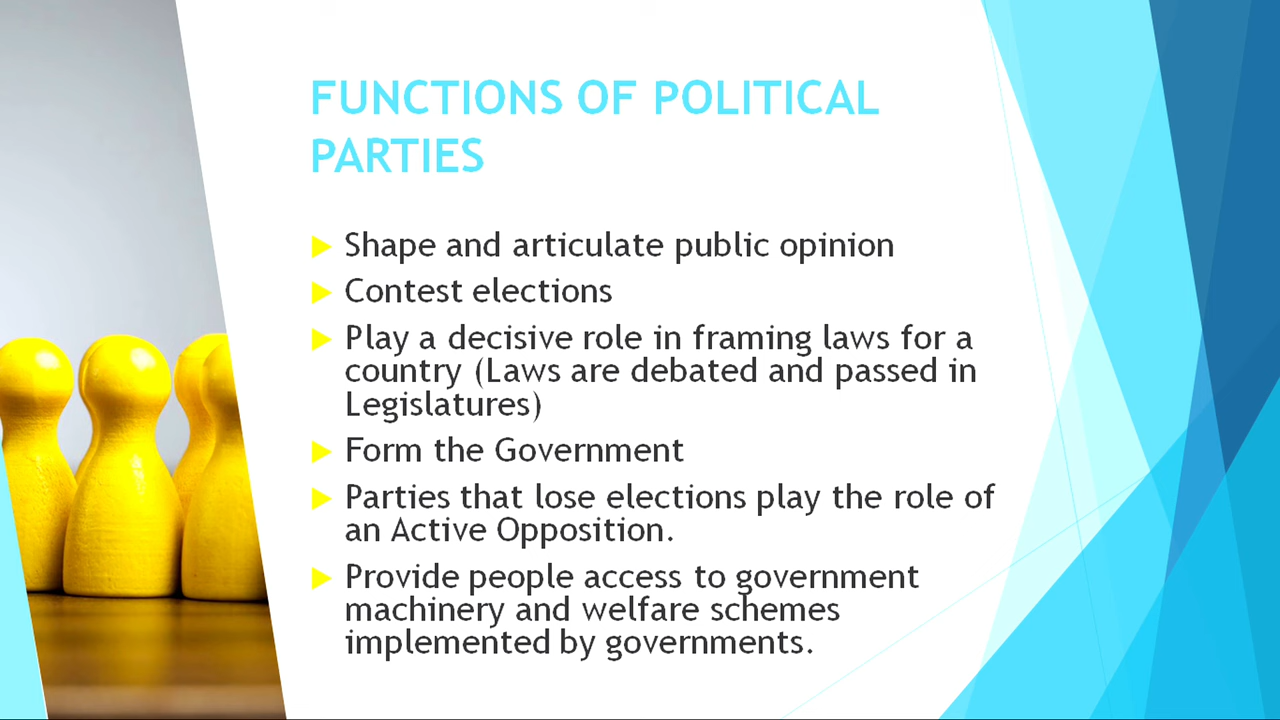 FUNCTIONS OF POLITICAL
PARTIES
Shape and articulate public opinion
Contest elections
Play a decisive role in framing laws for a
country (Laws are debated and passed in
Legislatures)
Form the Government
Parties that lose elections play the role of
an Active Opposition.
Provide people access to government
machinery and welfare schemes
implemented by governments.